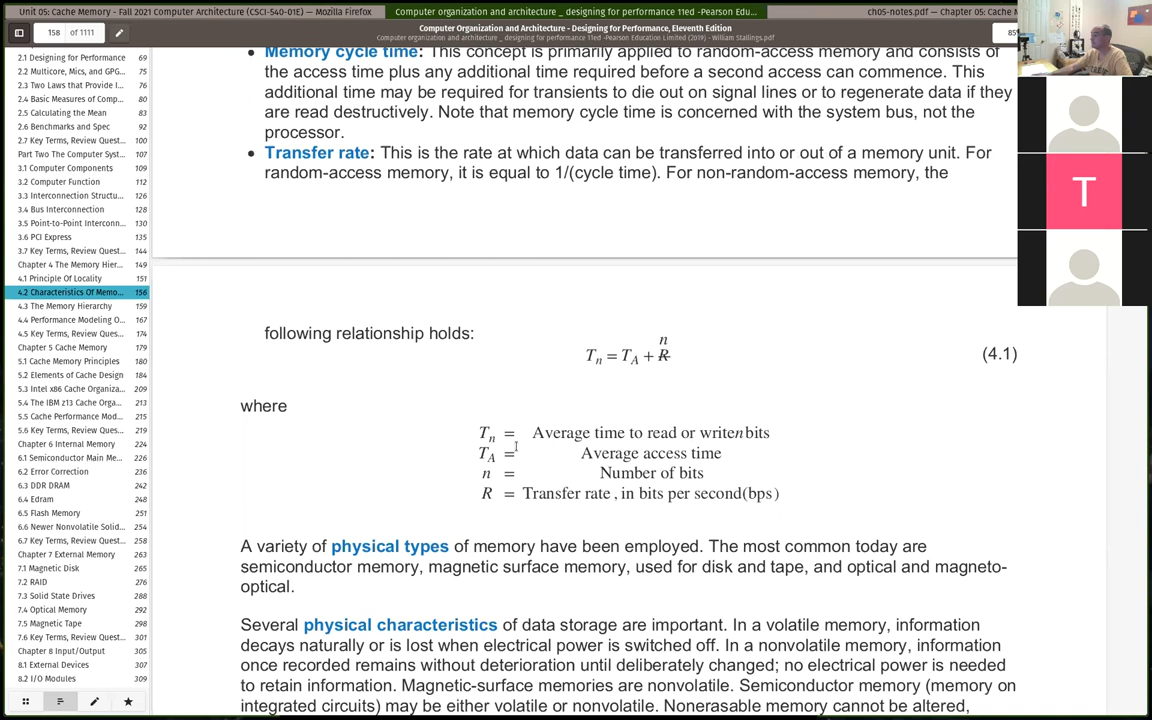 Unit 05: Cache Memory - Fall 2021 Computer Architecture (CSCI-540-01E) — Mozilla Firefox
Computer organization and architecture _ designing for performance 11ed -Pearson Edu...
ch05-notes.pdf — Chapter 05: Cache M
158 of 1111
Computer Organization and Architecture - Designing for Performance, Eleventh Edition
Computer organization and architecture _ designing for performance 11ed -Pearson Education Limited (2019) - William Stallings.pdf
85
2.1 Designing for Performance 69
2.2 Multicore, Mics, and GPG... 75
2.3 Two Laws that Provide I... 76
2.4 Basic Measures of Comp... 80
2.5 Calculating the Mean 83
2.6 Benchmarks and Spec 92
2.7 Key Terms, Review Quest... 100
Part Two The Computer Syst... 107
3.1 Computer Components 109
3.2 Computer Function 112
3.3 Interconnection Structu... 126
3.4 Bus Interconnection 128
3.5 Point-to-Point Interconn... 130
3.6 PCI Express 135
3.7 Key Terms, Review Quest... 144
Chapter 4 The Memory Hier... 149
4.1 Principle Of Locality 151
4.2 Characteristics Of Memo... 156
4.3 The Memory Hierarchy 159
4.4 Performance Modeling O... 167
4.5 Key Terms, Review Ques... 174
Chapter 5 Cache Memory 179
5.1 Cache Memory Principles 180
5.2 Elements of Cache Design 184
5.3 Intel x86 Cache Organiza... 209
5.4 The IBM z13 Cache Orga... 213
5.5 Cache Performance Mod... 215
5.6 Key Terms, Review Ques... 219
Chapter 6 Internal Memory 224
6.1 Semiconductor Main Me... 226
6.2 Error Correction 236
6.3 DDR DRAM 242
6.4 Edram 248
6.5 Flash Memory 251
6.6 Newer Nonvolatile Solid... 254
6.7 Key Terms, Review Quest... 258
Chapter 7 External Memory 263
7.1 Magnetic Disk 265
7.2 RAID 276
7.3 Solid State Drives 288
7.4 Optical Memory 292
7.5 Magnetic Tape 298
7.6 Key Terms, Review Quest... 301
Chapter 8 Input/Output 305
8.1 External Devices 307
8.2 I/O Modules 309
• Memory cycle time: This concept is primarily applied to random-access memory and consists of
the access time plus any additional time required before a second access can commence. This
additional time may be required for transients to die out on signal lines or to regenerate data if they
are read destructively. Note that memory cycle time is concerned with the system bus, not the
processor.
• Transfer rate: This is the rate at which data can be transferred into or out of a memory unit. For
random-access memory, it is equal to 1/(cycle time). For non-random-access memory, the
following relationship holds:
Tn = TA + n/R (4.1)
where
Tn = Average time to read or writenbits
TA = Average access time
n = Number of bits
R = Transfer rate, in bits per second(bps)
A variety of physical types of memory have been employed. The most common today are
semiconductor memory, magnetic surface memory, used for disk and tape, and optical and magneto-
optical.
Several physical characteristics of data storage are important. In a volatile memory, information
decays naturally or is lost when electrical power is switched off. In a nonvolatile memory, information
once recorded remains without deterioration until deliberately changed; no electrical power is needed
to retain information. Magnetic-surface memories are nonvolatile. Semiconductor memory (memory on
integrated circuits) may be either volatile or nonvolatile. Nonerasable memory cannot be altered,
T